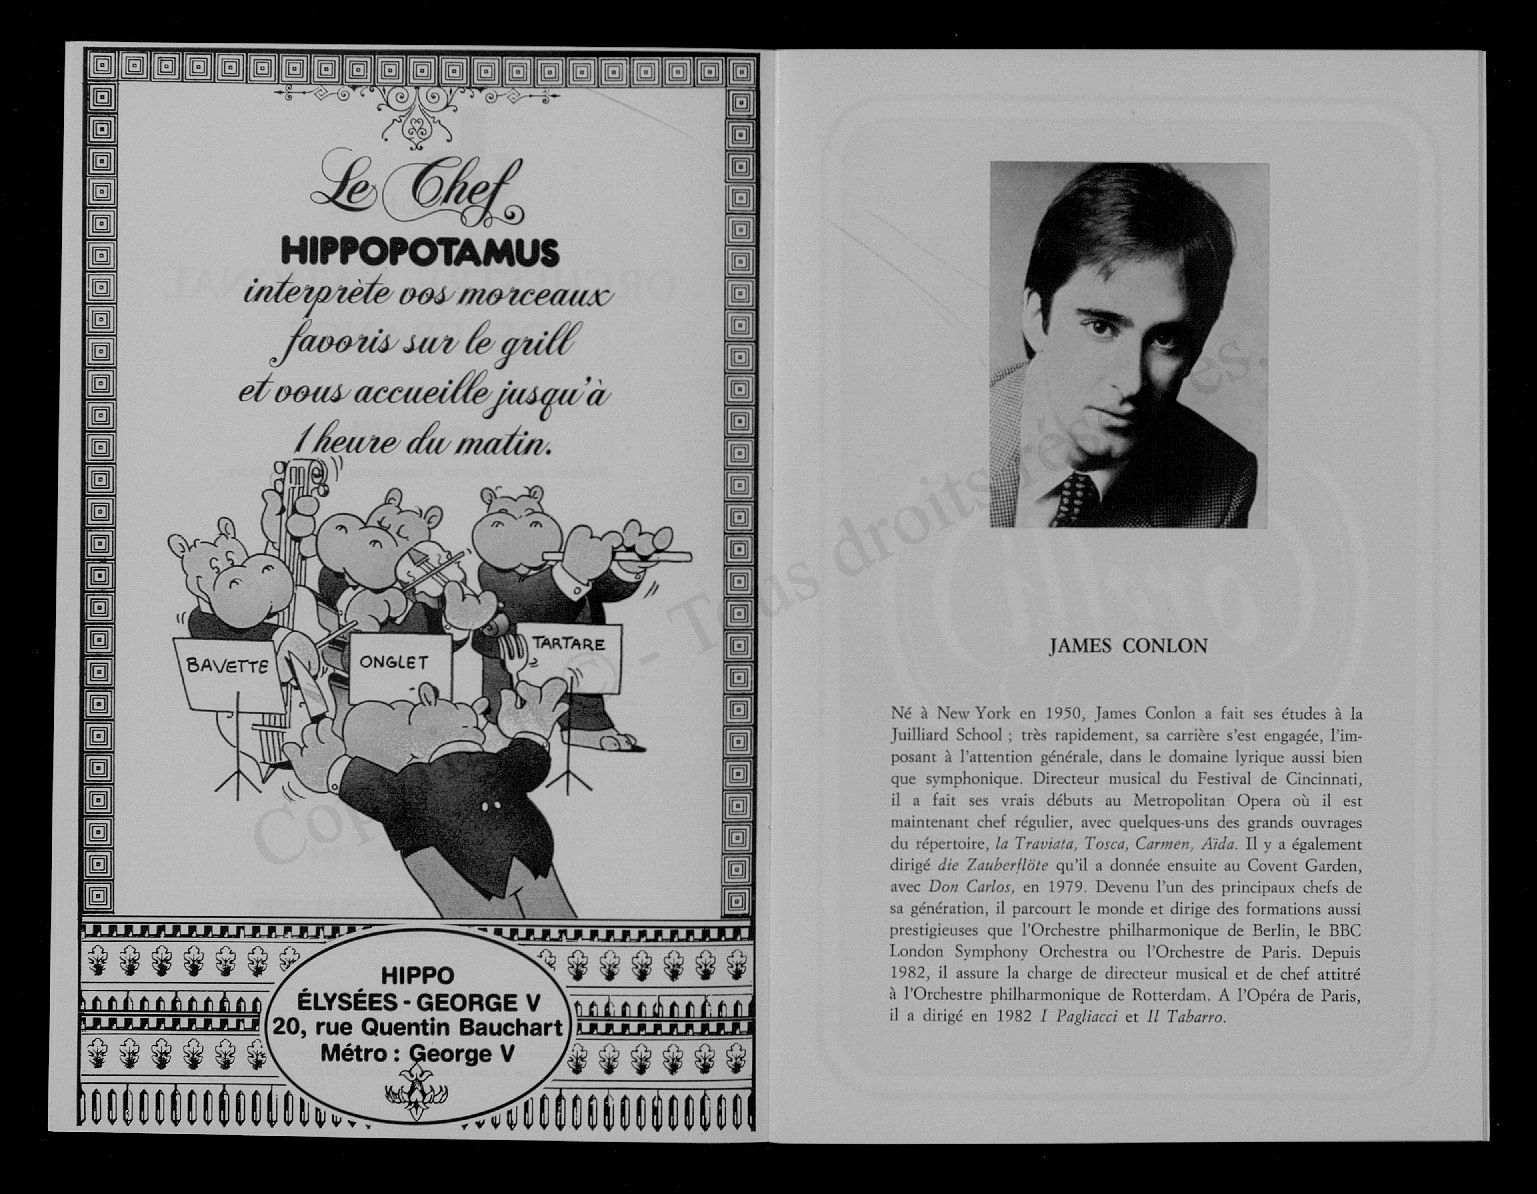 Le Chef
HIPPOPOTAMUS
interprète vos morceaux
favoris sur le grill
et vous accueille jusqu'à
1 heure du matin.
BAVETTE
ONGLET
TARTARE
HIPPO
ÉLYSÉES - GEORGE V
20, rue Quentin Bauchart
Métro : George V
JAMES CONLON
Né à New York en 1950, James Conlon a fait ses études à la
Juilliard School ; très rapidement, sa carrière s'est engagée, l'im-
posant à l'attention générale, dans le domaine lyrique aussi bien
que symphonique. Directeur musical du Festival de Cincinnati,
il a fait ses vrais débuts au Metropolitan Opera où il est
maintenant chef régulier, avec quelques-uns des grands ouvrages
du répertoire, la Traviata, Tosca, Carmen, Aïda. Il y a également
dirigé die Zauberflöte qu'il a donnée ensuite au Covent Garden,
avec Don Carlos, en 1979. Devenu l'un des principaux chefs de
sa génération, il parcourt le monde et dirige des formations aussi
prestigieuses que l'Orchestre philharmonique de Berlin, le BBC
London Symphony Orchestra ou l'Orchestre de Paris. Depuis
1982, il assure la charge de directeur musical et de chef attitré
à l'Orchestre philharmonique de Rotterdam. A l'Opéra de Paris,
il a dirigé en 1982 I Pagliacci et Il Tabarro.
© - Tous droits